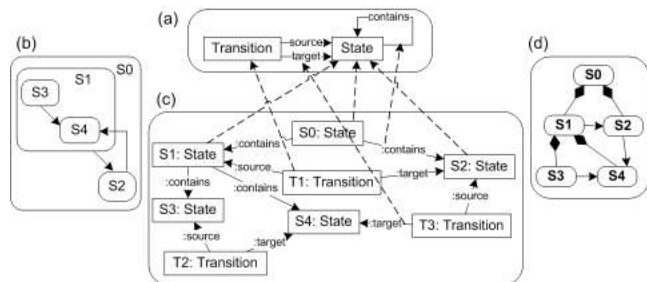 (a)
:contains
Transition
source
target
State
(b)
S0
S1
S3
S4
S2
(c)
S0: State
:contains
:contains
S1: State
S2: State
:source
:target
T1: Transition
:contains
:contains
:source
S3: State
S4: State
:target
T3: Transition
:source
:target
T2: Transition
(d)
S0
S1
S2
S3
S4